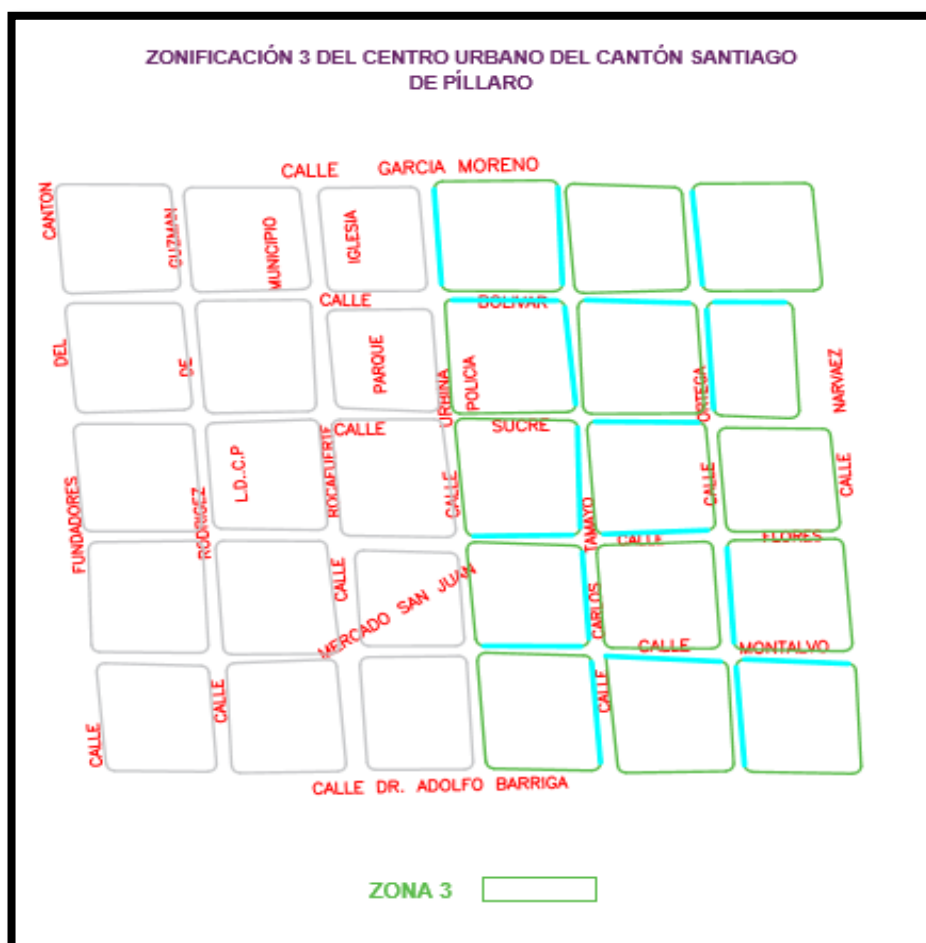 ZONIFICACIÓN 3 DEL CENTRO URBANO DEL CANTÓN SANTIAGO
DE PÍLLARO
CALLE GARCIA MORENO
CANTON
GUZMAN
MUNICIPIO
IGLESIA
CALLE BOLIVAR
DEL
DE
PARQUE
URBINA
POLICIA
ORTEGA
NARVAEZ
CALLE SUCRE
FUNDADORES
RODRIGEZ
L.D..C.P
ROCAFUERTE
CALLE
TAMAYO
CALLE
CALLE
CALLE FLORES
CALLE
MERCADO SAN JUAN
CARLOS
CALLE MONTALVO
CALLE
CALLE
CALLE
CALLE DR. ADOLFO BARRIGA
ZONA 3